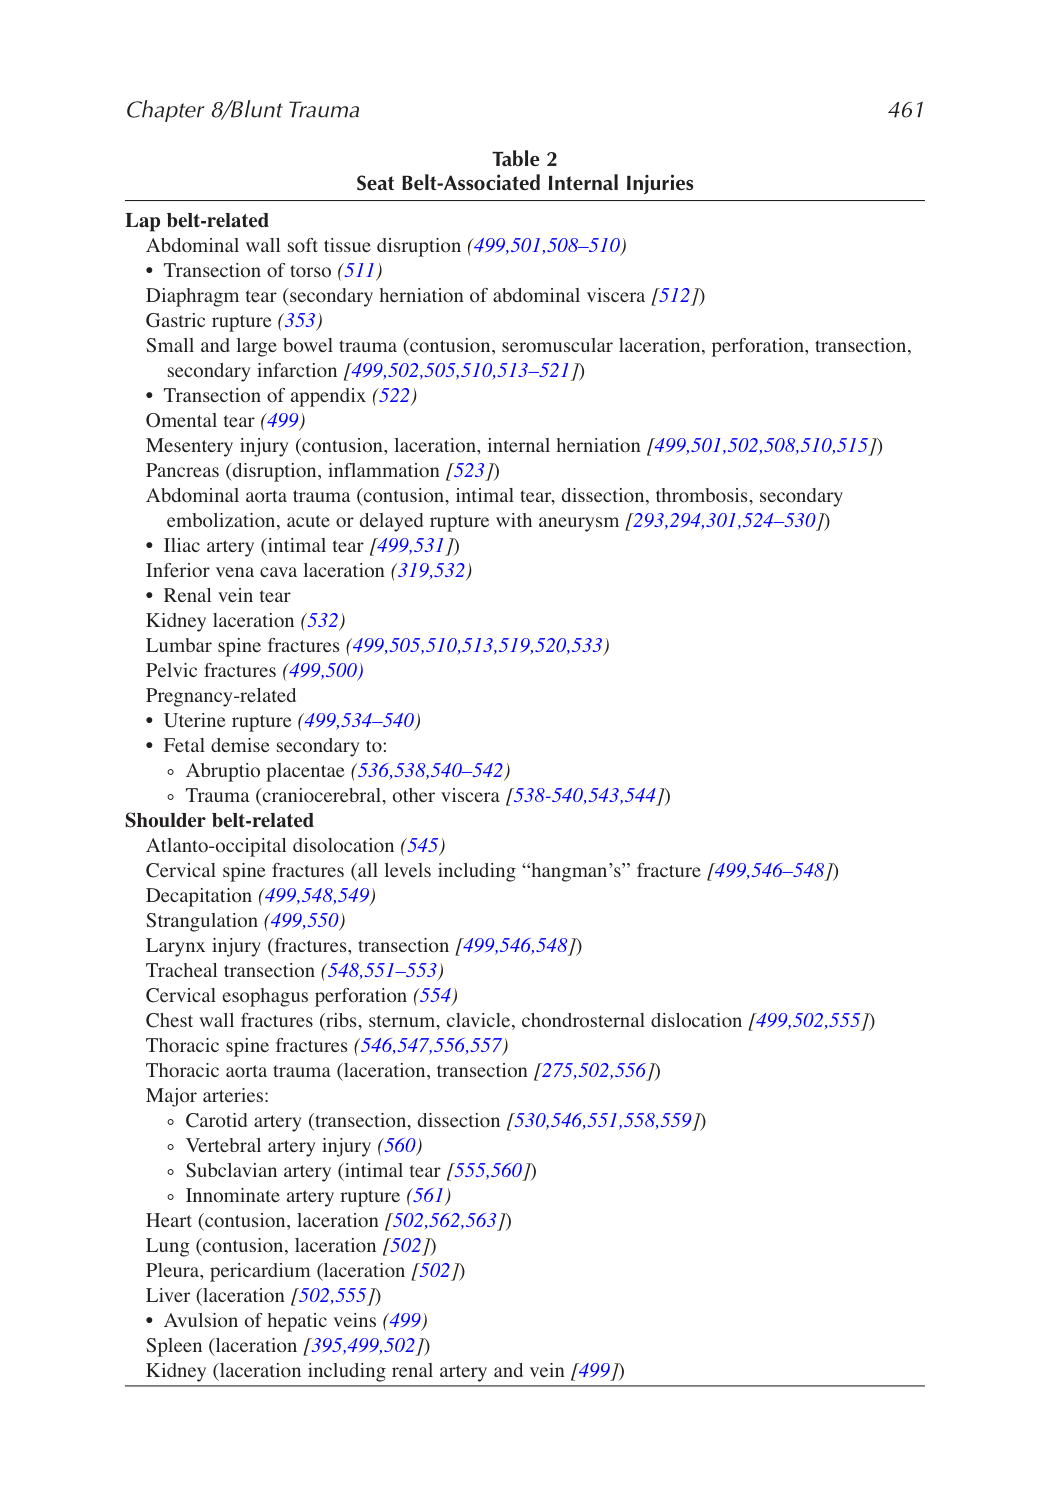 Chapter 8/Blunt Trauma 461
Table 2
Seat Belt-Associated Internal Injuries
Lap belt-related
Abdominal wall soft tissue disruption (499,501,508–510)
• Transection of torso (511)
Diaphragm tear (secondary herniation of abdominal viscera [512])
Gastric rupture (353)
Small and large bowel trauma (contusion, seromuscular laceration, perforation, transection,
secondary infarction [499,502,505,510,513–521])
• Transection of appendix (522)
Omental tear (499)
Mesentery injury (contusion, laceration, internal herniation [499,501,502,508,510,515])
Pancreas (disruption, inflammation [523])
Abdominal aorta trauma (contusion, intimal tear, dissection, thrombosis, secondary
embolization, acute or delayed rupture with aneurysm [293,294,301,524–530])
• Iliac artery (intimal tear [499,531])
Inferior vena cava laceration (319,532)
• Renal vein tear
Kidney laceration (532)
Lumbar spine fractures (499,505,510,513,519,520,533)
Pelvic fractures (499,500)
Pregnancy-related
• Uterine rupture (499,534–540)
• Fetal demise secondary to:
◦ Abruptio placentae (536,538,540–542)
◦ Trauma (craniocerebral, other viscera [538-540,543,544])
Shoulder belt-related
Atlanto-occipital disolocation (545)
Cervical spine fractures (all levels including “hangman’s” fracture [499,546–548])
Decapitation (499,548,549)
Strangulation (499,550)
Larynx injury (fractures, transection [499,546,548])
Tracheal transection (548,551–553)
Cervical esophagus perforation (554)
Chest wall fractures (ribs, sternum, clavicle, chondrosternal dislocation [499,502,555])
Thoracic spine fractures (546,547,556,557)
Thoracic aorta trauma (laceration, transection [275,502,556])
Major arteries:
◦ Carotid artery (transection, dissection [530,546,551,558,559])
◦ Vertebral artery injury (560)
◦ Subclavian artery (intimal tear [555,560])
◦ Innominate artery rupture (561)
Heart (contusion, laceration [502,562,563])
Lung (contusion, laceration [502])
Pleura, pericardium (laceration [502])
Liver (laceration [502,555])
• Avulsion of hepatic veins (499)
Spleen (laceration [395,499,502])
Kidney (laceration including renal artery and vein [499])